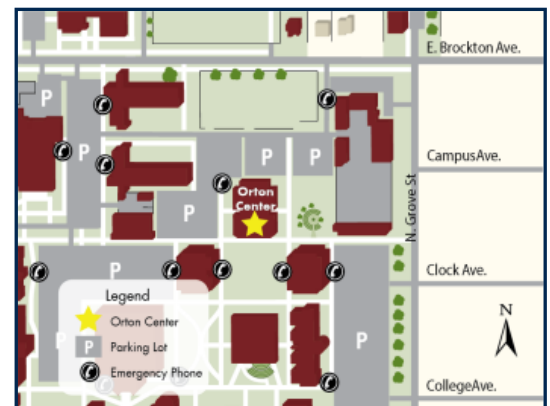 E. Brockton Ave.
P
P
P
P
CampusAve.
Orton
Center
P
N. Grove St
P
Clock Ave.
Legend
Orton Center
P
Parking Lot
P
P
Emergency Phone
N
CollegeAve.